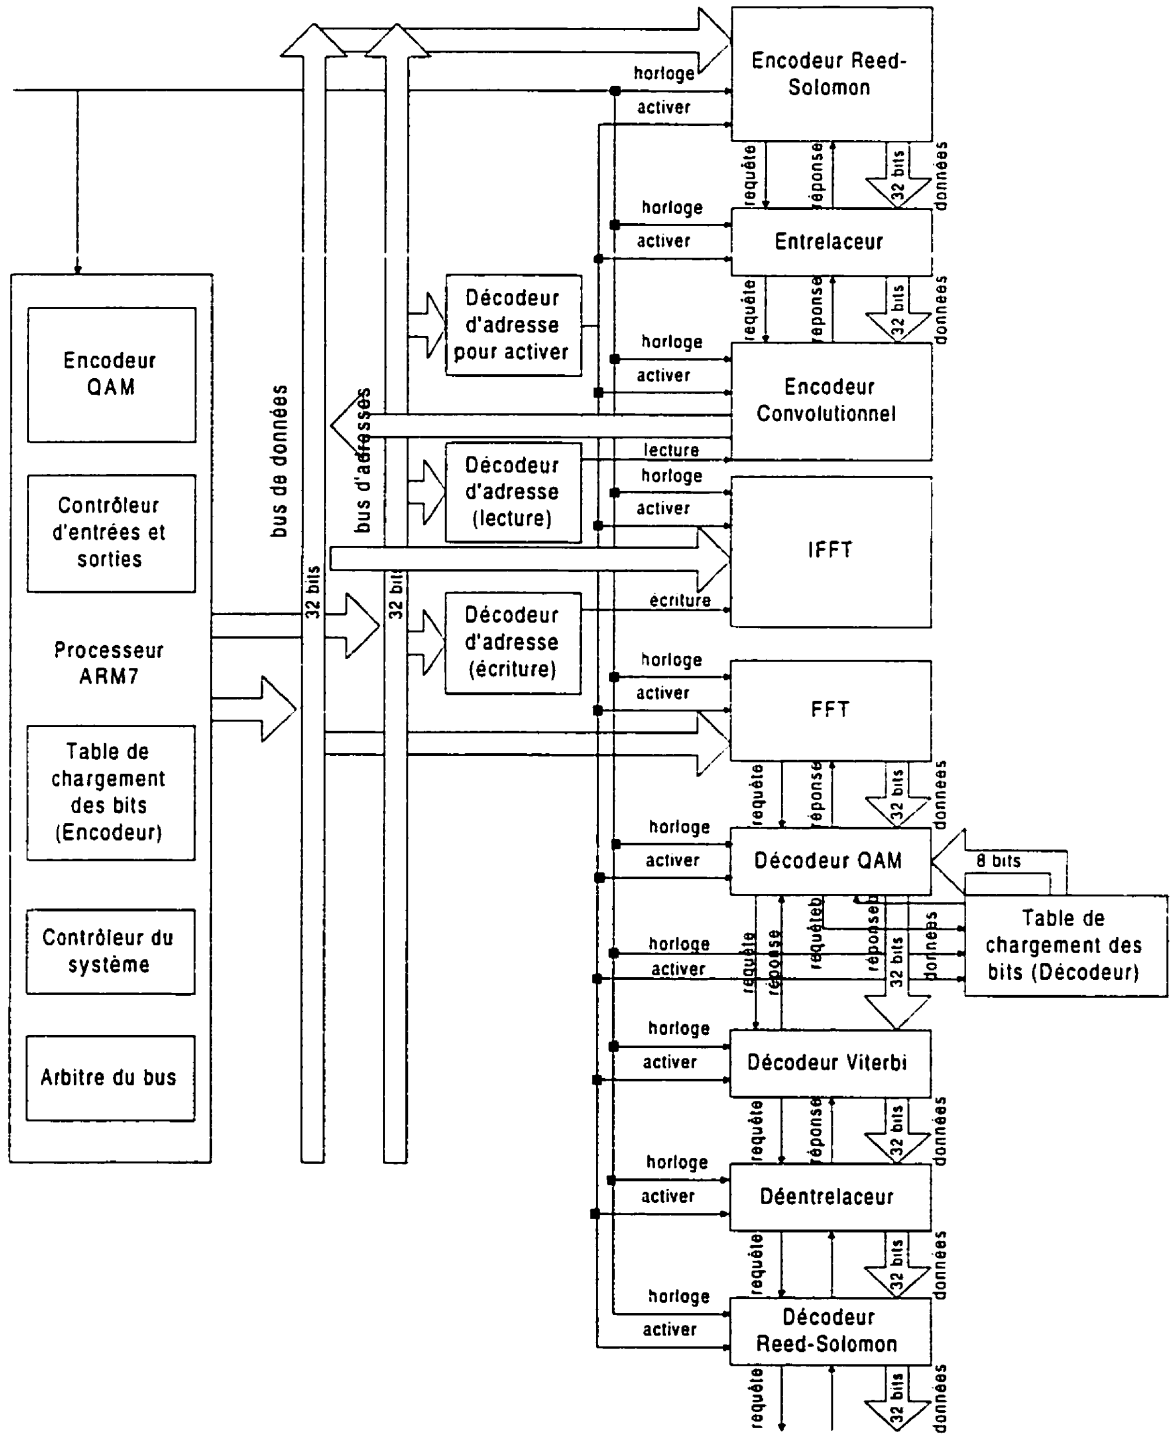 Encodeur Reed-
Solomon
horloge
activer
requête
réponse
32 bits
données
Entrelaceur
horloge
activer
requête
réponse
32 bits
données
Encodeur
Convolutionnel
horloge
activer
lecture
Décodeur
d'adresse
pour activer
Décodeur
d'adresse
(lecture)
Décodeur
d'adresse
(écriture)
bus de données
32 bits
bus d'adresses
32 bits
Encodeur
QAM
Contrôleur
d'entrées et
sorties
Processeur
ARM7
Table de
chargement
des bits
(Encodeur)
Contrôleur du
système
Arbitre du bus
IFFT
horloge
activer
écriture
FFT
horloge
activer
requête
réponse
32 bits
données
Décodeur QAM
horloge
activer
8 bits
Table de
chargement des
bits (Décodeur)
horloge
activer
requête
réponse
requêteb
réponseb
32 bits
données
Décodeur Viterbi
horloge
activer
requête
réponse
32 bits
données
Déentrelaceur
horloge
activer
requête
32 bits
données
Décodeur
Reed-Solomon
horloge
activer
requête
32 bits
données